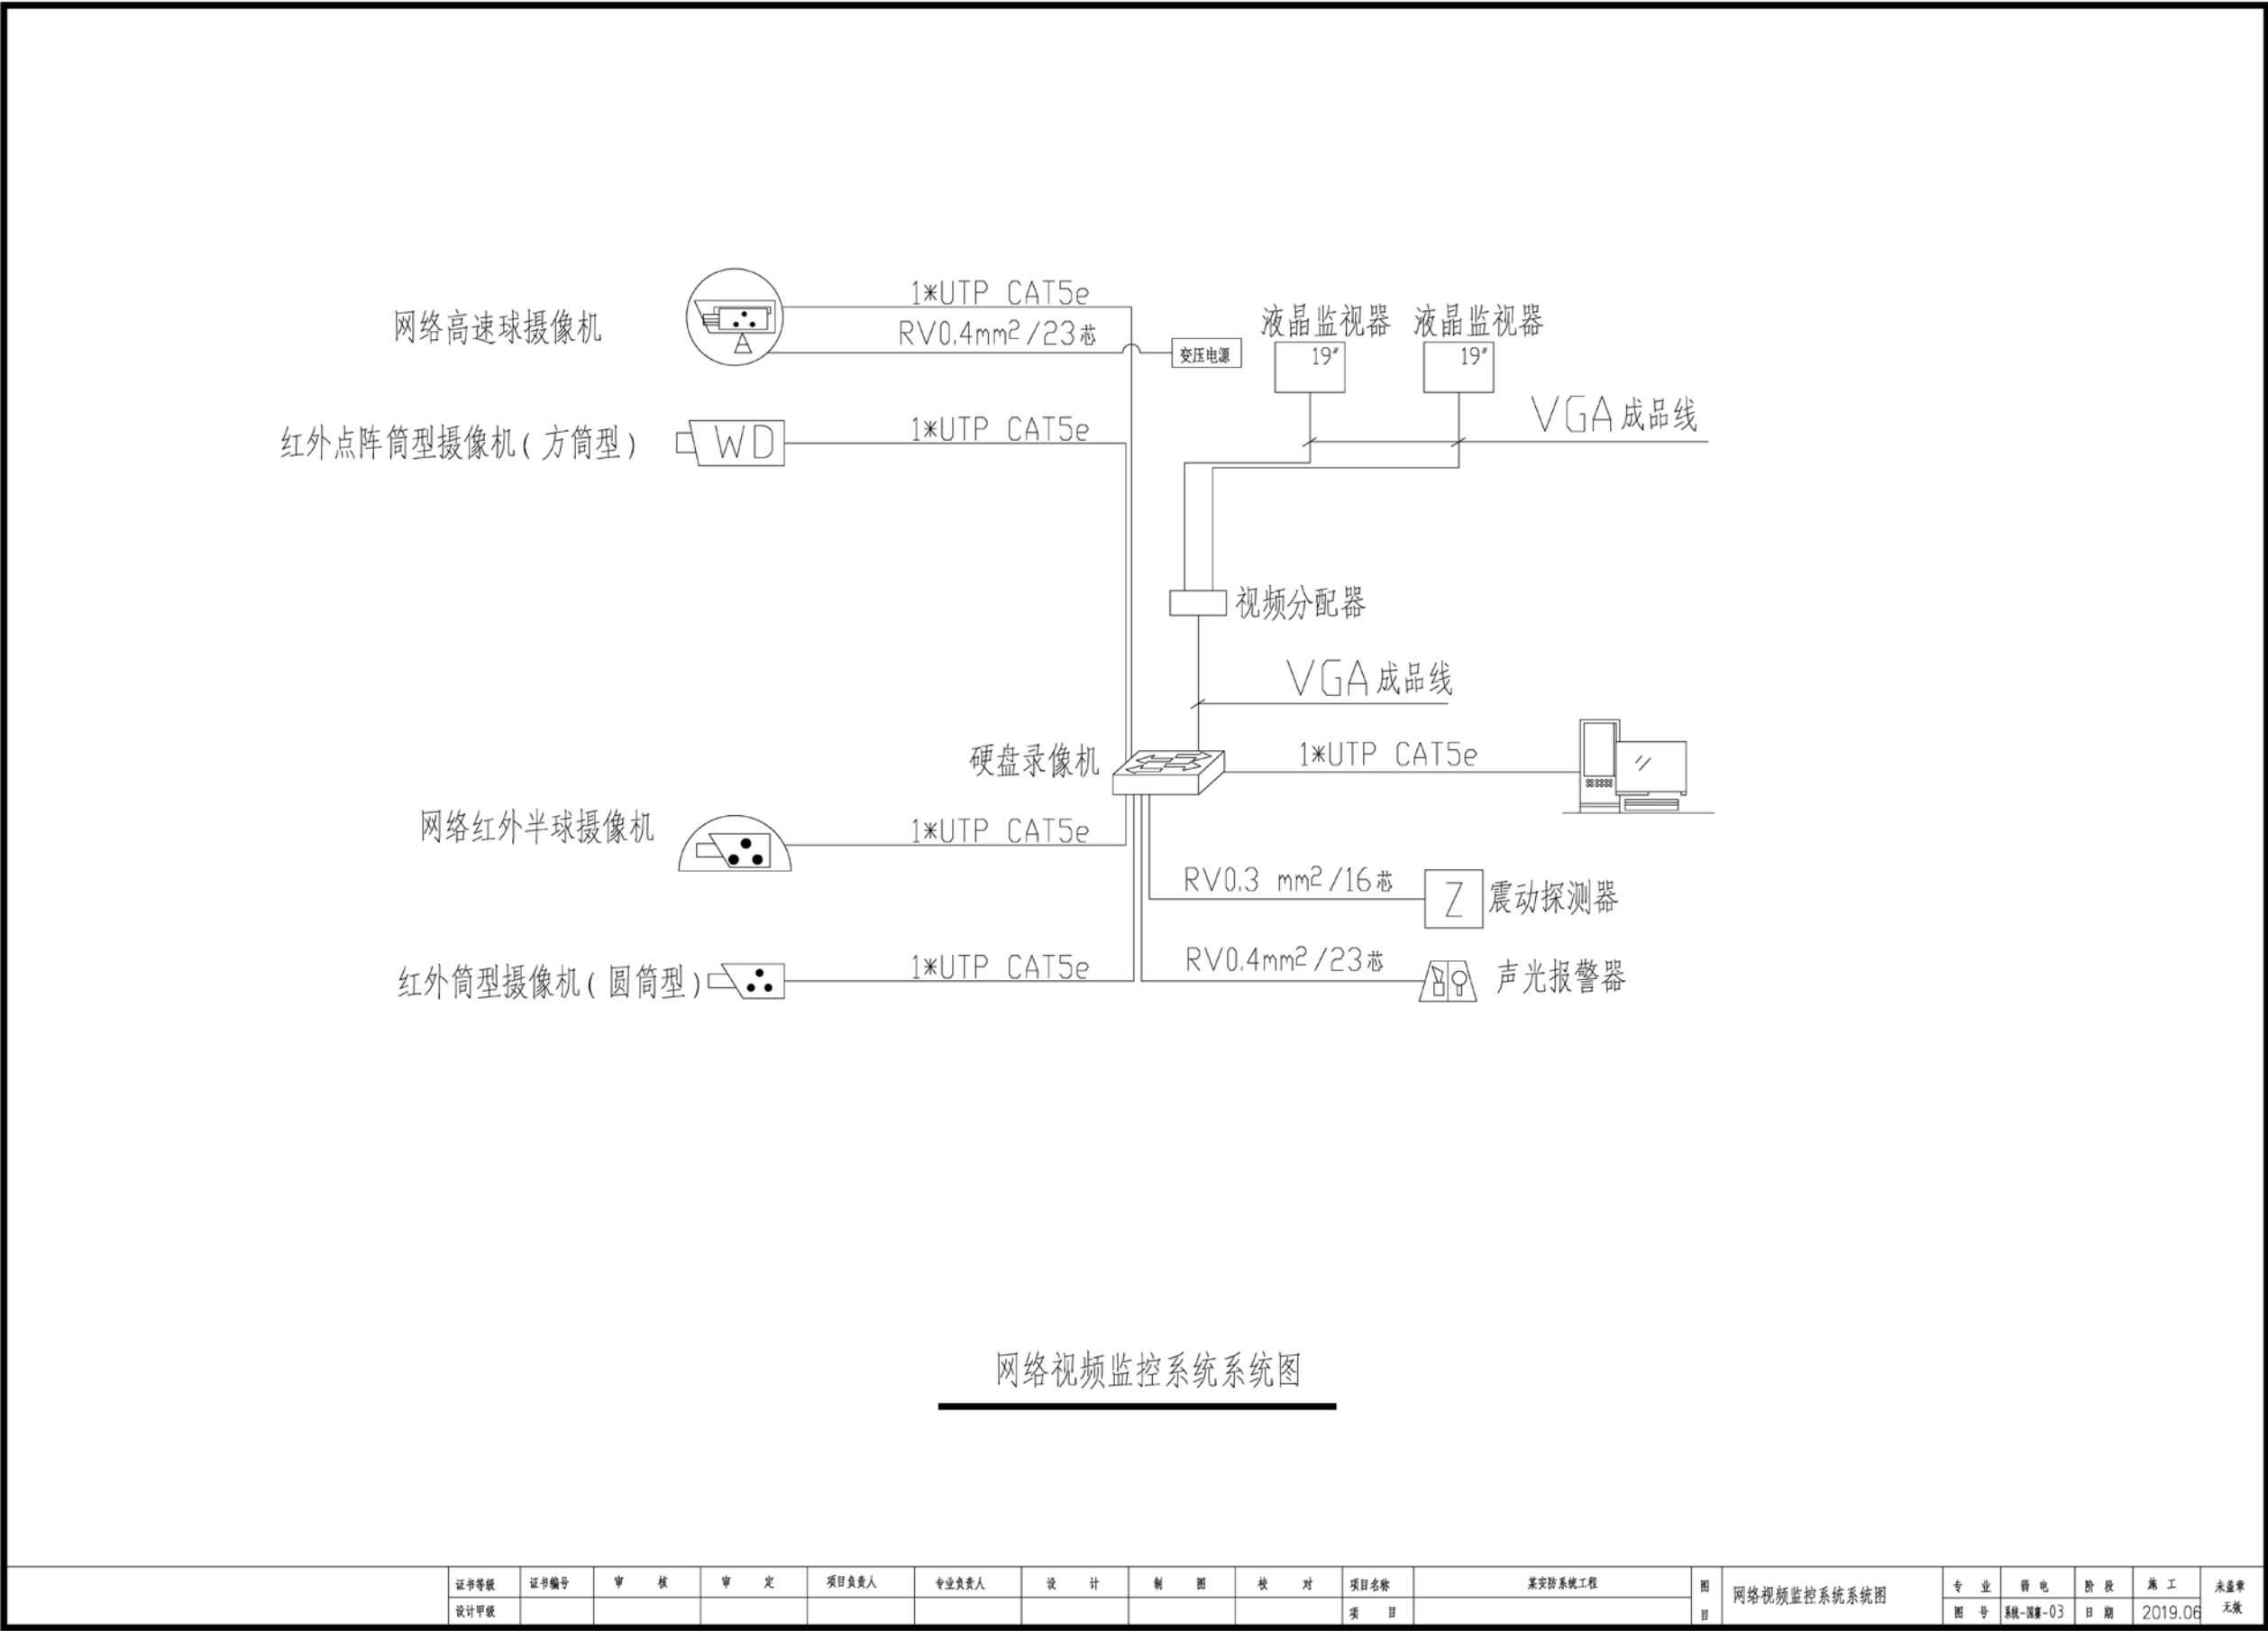 1*UTP CAT5e
网络高速球摄像机
RV0.4mm2/23芯
变压电源
液晶监视器 液晶监视器
19" 19"
红外点阵筒型摄像机(方筒型)
WD
1*UTP CAT5e
VGA成品线
视频分配器
VGA成品线
硬盘录像机
1*UTP CAT5e
网络红外半球摄像机
1*UTP CAT5e
RV0.3 mm2/16芯
Z 震动探测器
红外筒型摄像机(圆筒型)
1*UTP CAT5e
RV0.4mm2/23芯
声光报警器
网络视频监控系统系统图
证书等级 证书编号 审 核 审 定 项目负责人 专业负责人 设 计 制 图 校 对 项目名称 某安防系统工程 图 网络视频监控系统系统图 专 业 弱 电 阶 段 施 工 未盖章
设计甲级 项 目 目 图 号 系统-国赛-03 日 期 2019.06 无效